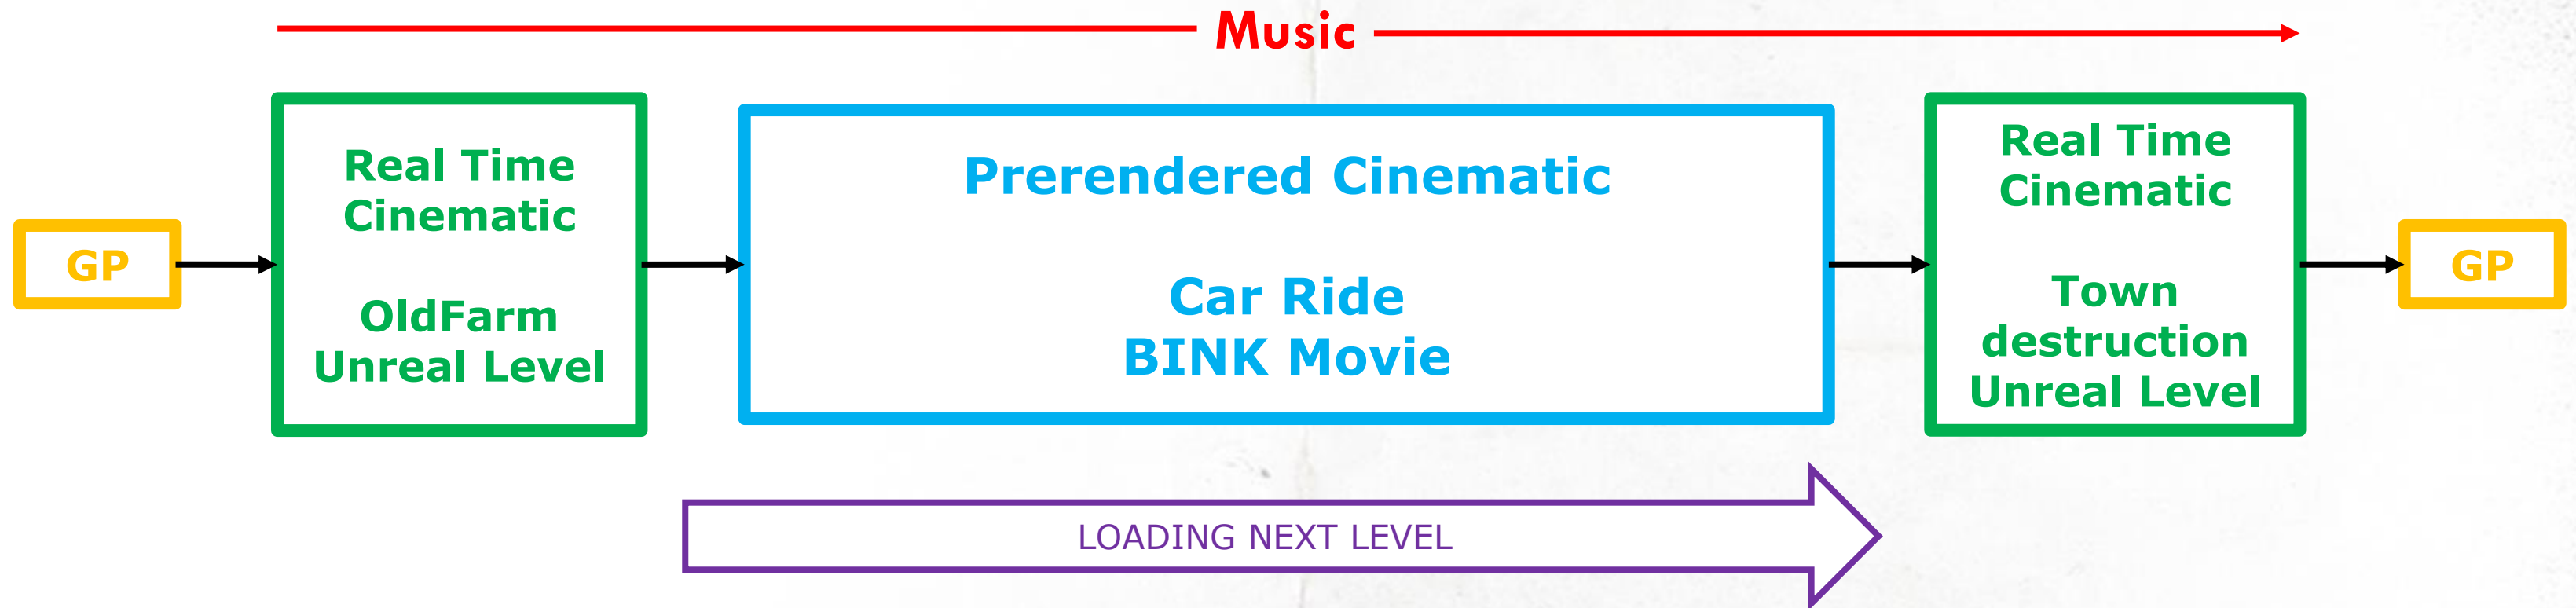 Music
GP
Real Time
Cinematic
OldFarm
Unreal Level
Prerendered Cinematic
Car Ride
BINK Movie
Real Time
Cinematic
Town
destruction
Unreal Level
GP
LOADING NEXT LEVEL